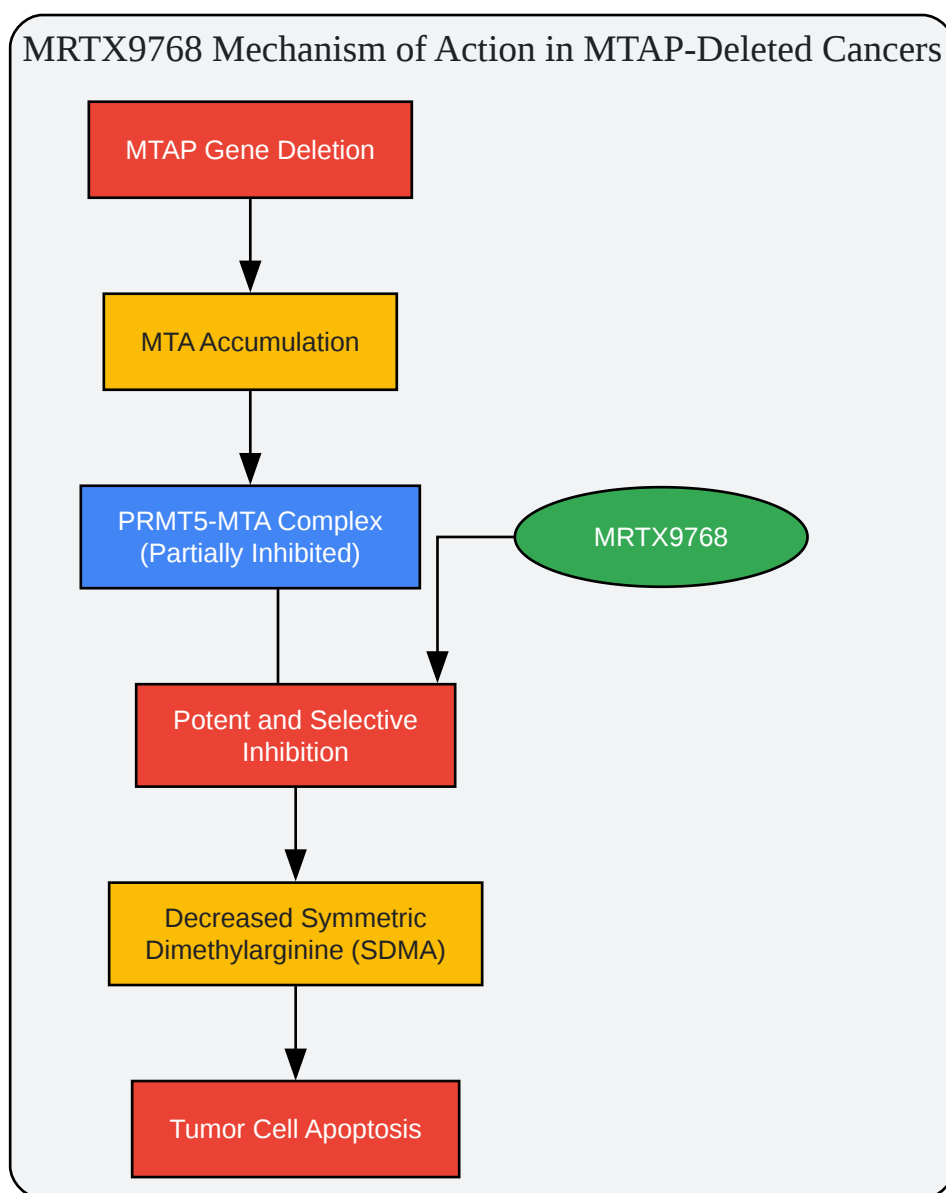 MRTX9768 Mechanism of Action in MTAP-Deleted Cancers
MTAP Gene Deletion
MTA Accumulation
PRMT5-MTA Complex
(Partially Inhibited)
MRTX9768
Potent and Selective
Inhibition
Decreased Symmetric
Dimethylarginine (SDMA)
Tumor Cell Apoptosis